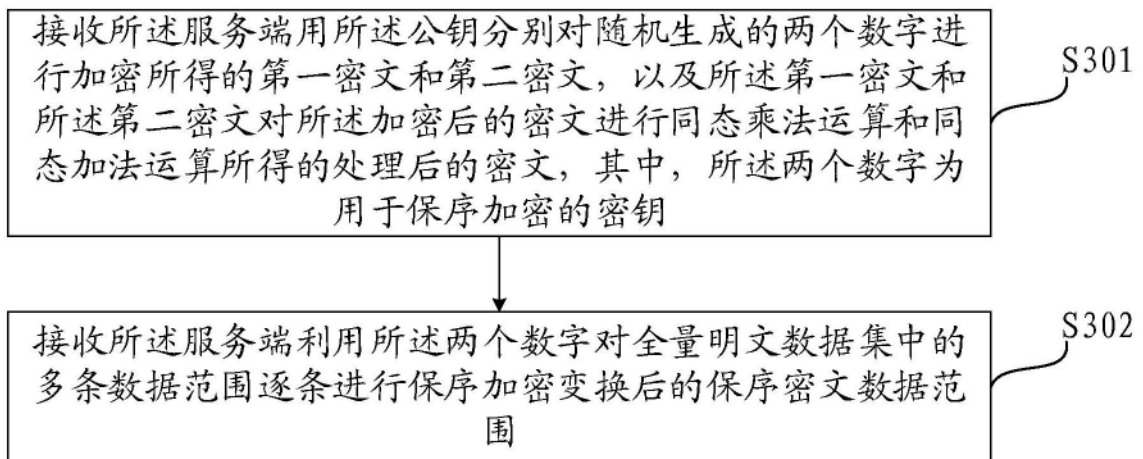 接收所述服务端用所述公钥分别对随机生成的两个数字进
行加密所得的第一密文和第二密文，以及所述第一密文和
所述第二密文对所述加密后的密文进行同态乘法运算和同
态加法运算所得的处理后的密文，其中，所述两个数字为
用于保序加密的密钥
S301
接收所述服务端利用所述两个数字对全量明文数据集中的
多条数据范围逐条进行保序加密变换后的保序密文数据范
围
S302